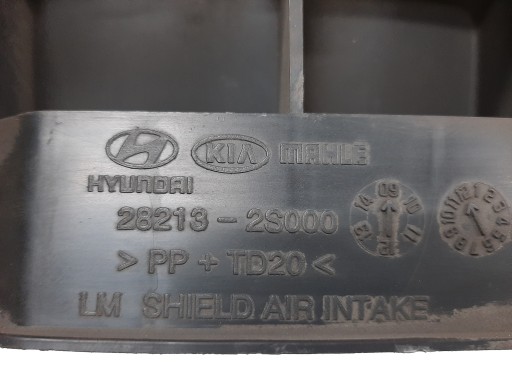 KIA MAHLE
HYUNDAI
28213-2S000
>PP+TD20<
LM SHIELD AIR INTAKE